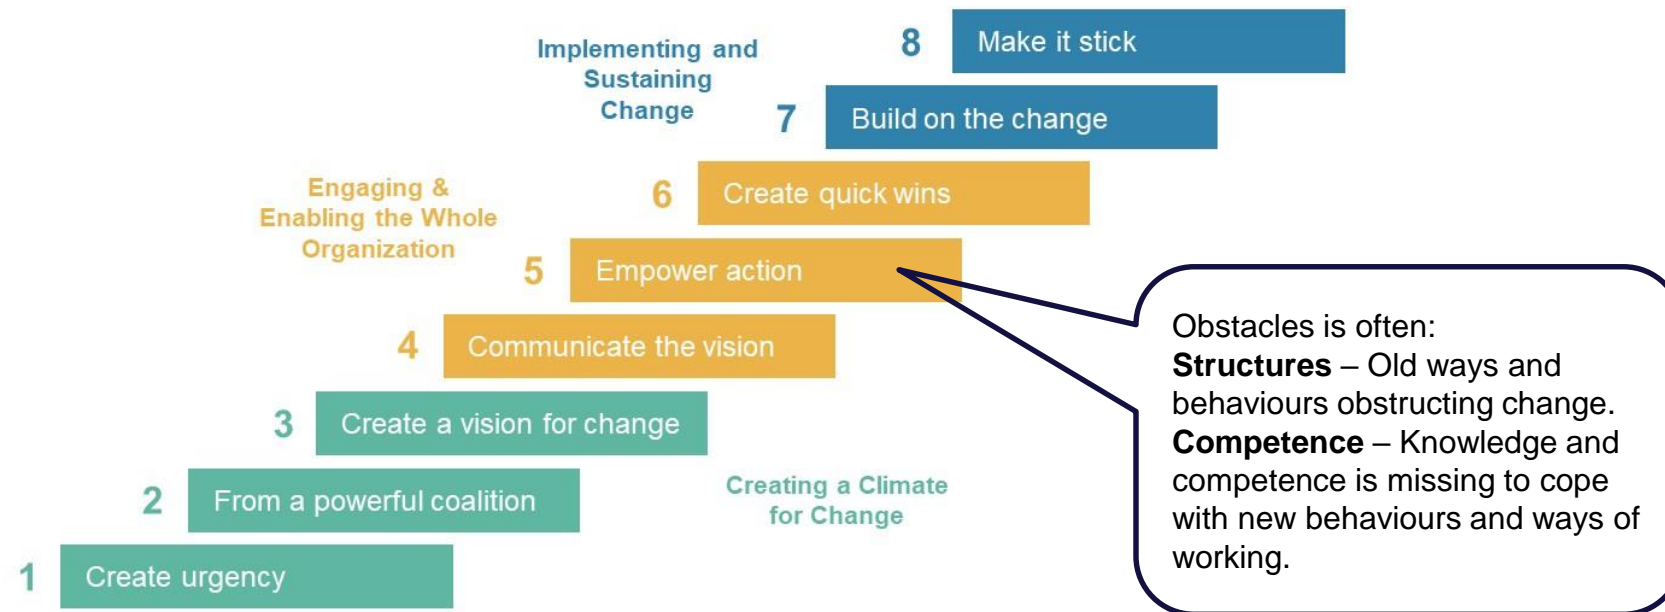 8 Make it stick
Implementing and
Sustaining
Change
7 Build on the change
6 Create quick wins
Engaging &
Enabling the Whole
Organization
5 Empower action
4 Communicate the vision
3 Create a vision for change
2 From a powerful coalition
Creating a Climate
for Change
1 Create urgency
Obstacles is often:
Structures – Old ways and
behaviours obstructing change.
Competence – Knowledge and
competence is missing to cope
with new behaviours and ways of
working.